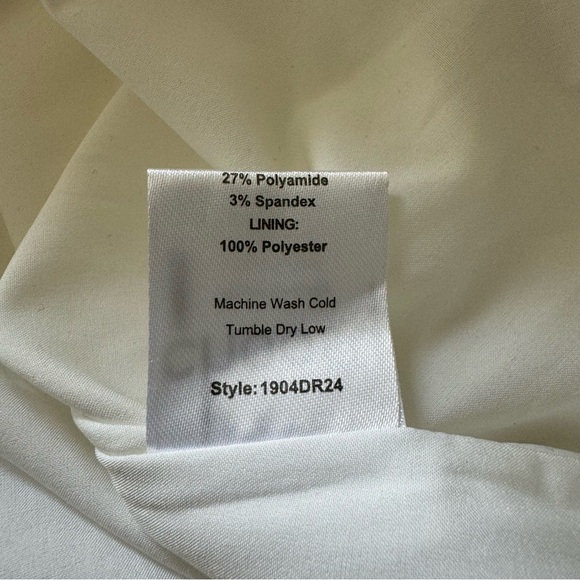 27% Polyamide
3% Spandex
LINING:
100% Polyester
Machine Wash Cold
Tumble Dry Low
Style: 1904DR24